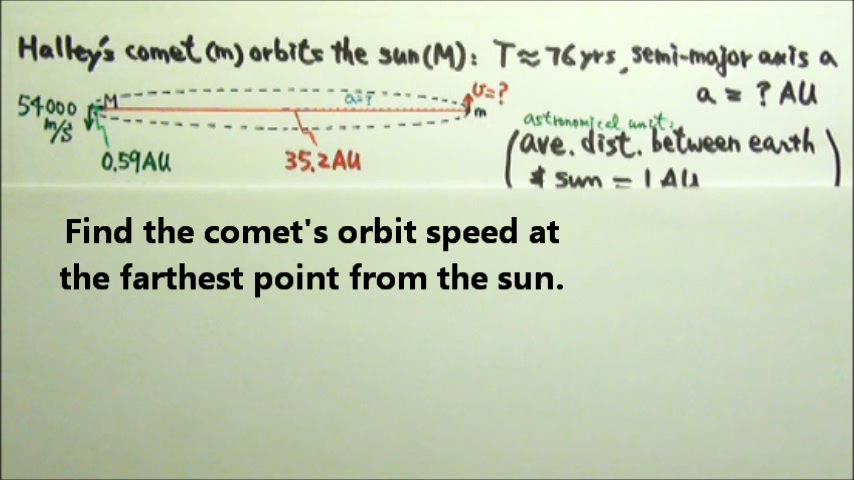 Halley's comet (m) orbits the sun (M): T ≈ 76 yrs, semi-major axis a
a = ? AU
54000 m/s
M
a=?
v=?
m
0.59AU
35.2AU
astronomical unit:
(ave. dist. between earth
& sun = 1 AU)
Find the comet's orbit speed at
the farthest point from the sun.